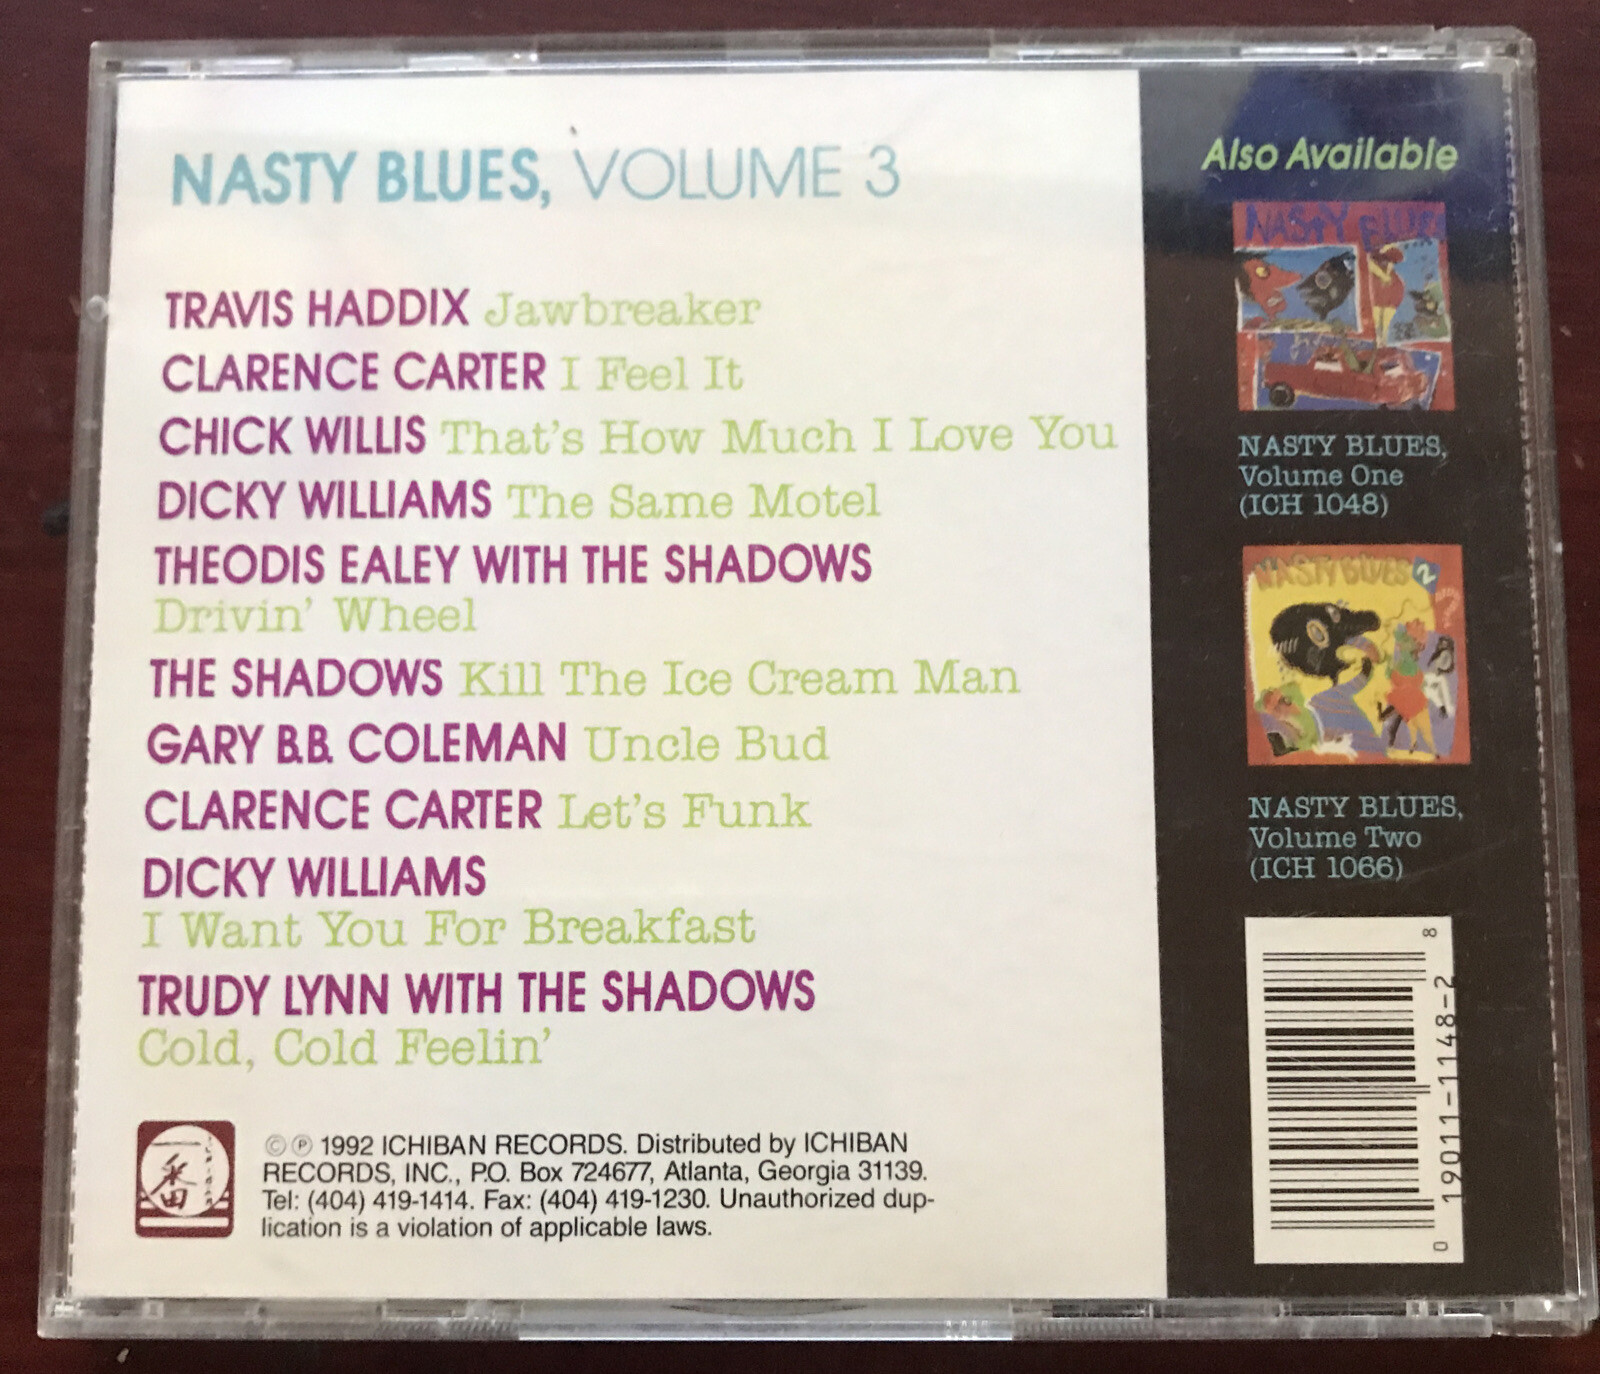 NASTY BLUES, VOLUME 3
TRAVIS HADDIX Jawbreaker
CLARENCE CARTER I Feel It
CHICK WILLIS That's How Much I Love You
DICKY WILLIAMS The Same Motel
THEODIS EALEY WITH THE SHADOWS
Drivin' Wheel
THE SHADOWS Kill The Ice Cream Man
GARY B.B. COLEMAN Uncle Bud
CLARENCE CARTER Let's Funk
DICKY WILLIAMS
I Want You For Breakfast
TRUDY LYNN WITH THE SHADOWS
Cold, Cold Feelin'
一番
© ℗ 1992 ICHIBAN RECORDS. Distributed by ICHIBAN
RECORDS, INC., P.O. Box 724677, Atlanta, Georgia 31139.
Tel: (404) 419-1414. Fax: (404) 419-1230. Unauthorized dup-
lication is a violation of applicable laws.
Also Available
NASTY BLUES
NASTY BLUES,
Volume One
(ICH 1048)
NASTY BLUES 2
NASTY BLUES,
Volume Two
(ICH 1066)
0 19011-1148-2 8